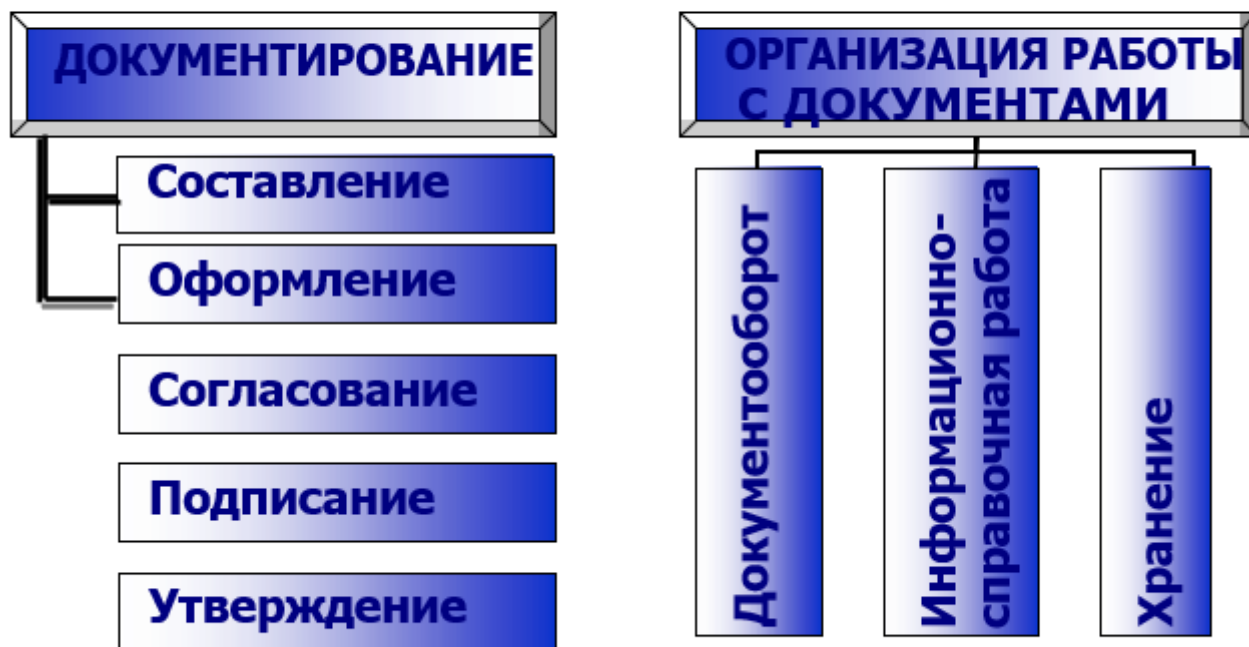 ДОКУМЕНТИРОВАНИЕ
Составление
Оформление
Согласование
Подписание
Утверждение
ОРГАНИЗАЦИЯ РАБОТЫ
С ДОКУМЕНТАМИ
Документооборот
Информационно-
справочная работа
Хранение